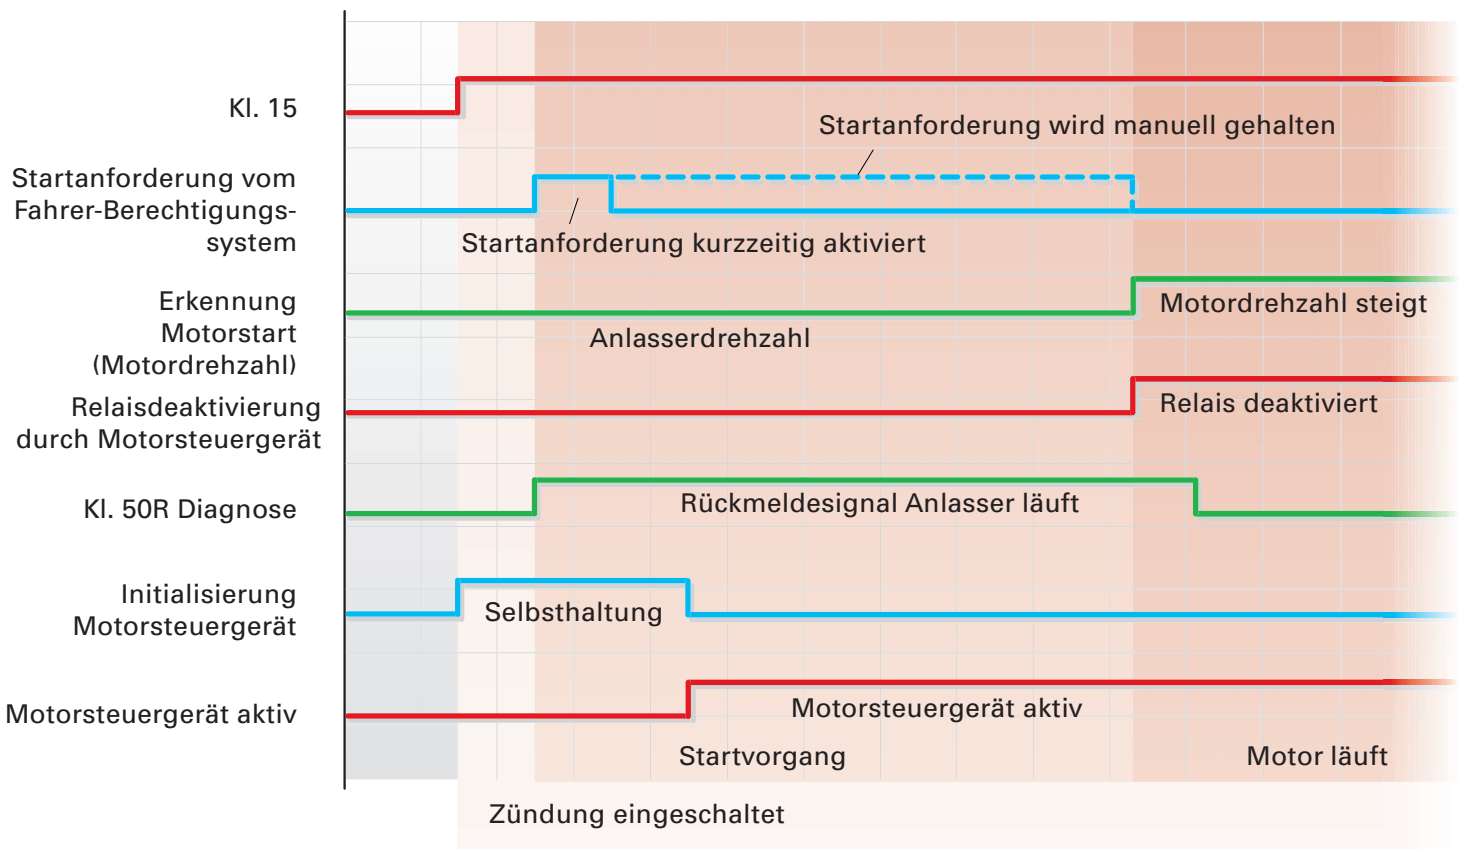 Kl. 15
Startanforderung wird manuell gehalten
Startanforderung vom
Fahrer-Berechtigungs-
system
Startanforderung kurzzeitig aktiviert
Erkennung
Motorstart
(Motordrehzahl)
Anlasserdrehzahl
Motordrehzahl steigt
Relaisdeaktivierung
durch Motorsteuergerät
Relais deaktiviert
Kl. 50R Diagnose
Rückmeldesignal Anlasser läuft
Initialisierung
Motorsteuergerät
Selbsthaltung
Motorsteuergerät aktiv
Motorsteuergerät aktiv
Startvorgang
Motor läuft
Zündung eingeschaltet